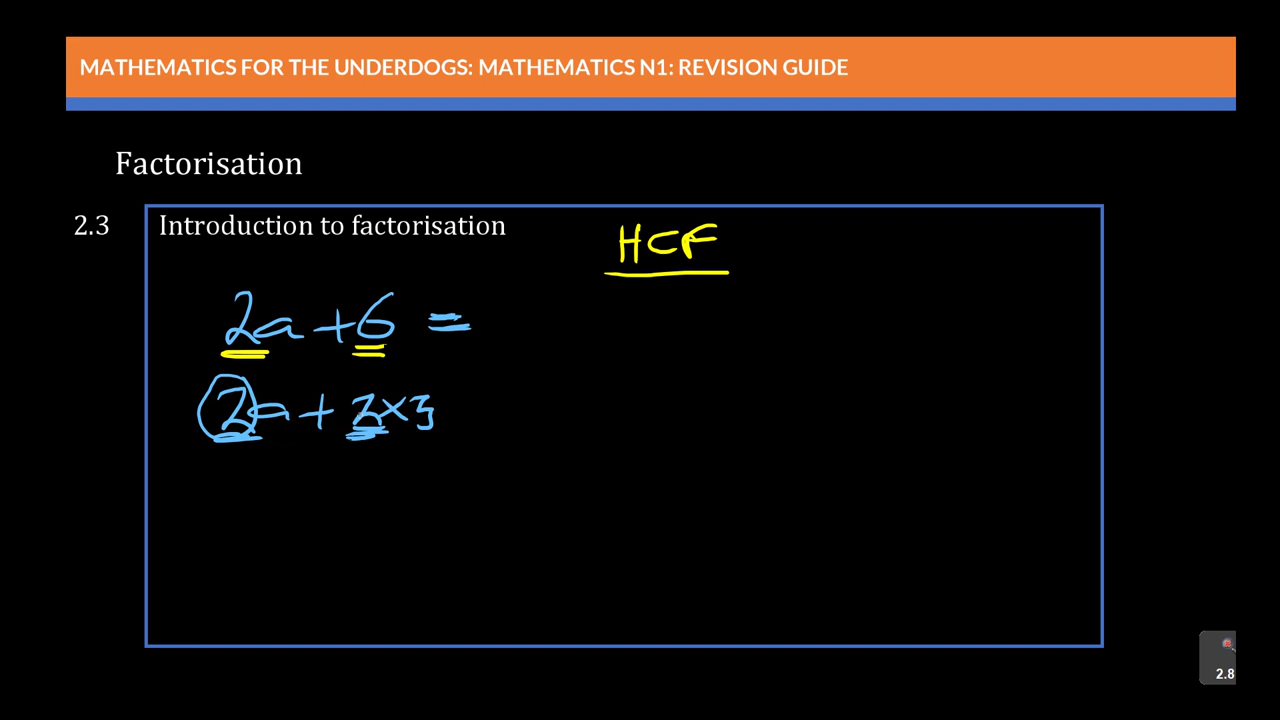 MATHEMATICS FOR THE UNDERDOGS: MATHEMATICS N1: REVISION GUIDE
Factorisation
2.3 Introduction to factorisation
HCF
2a + 6 =
2a + 2 × 3
2.8